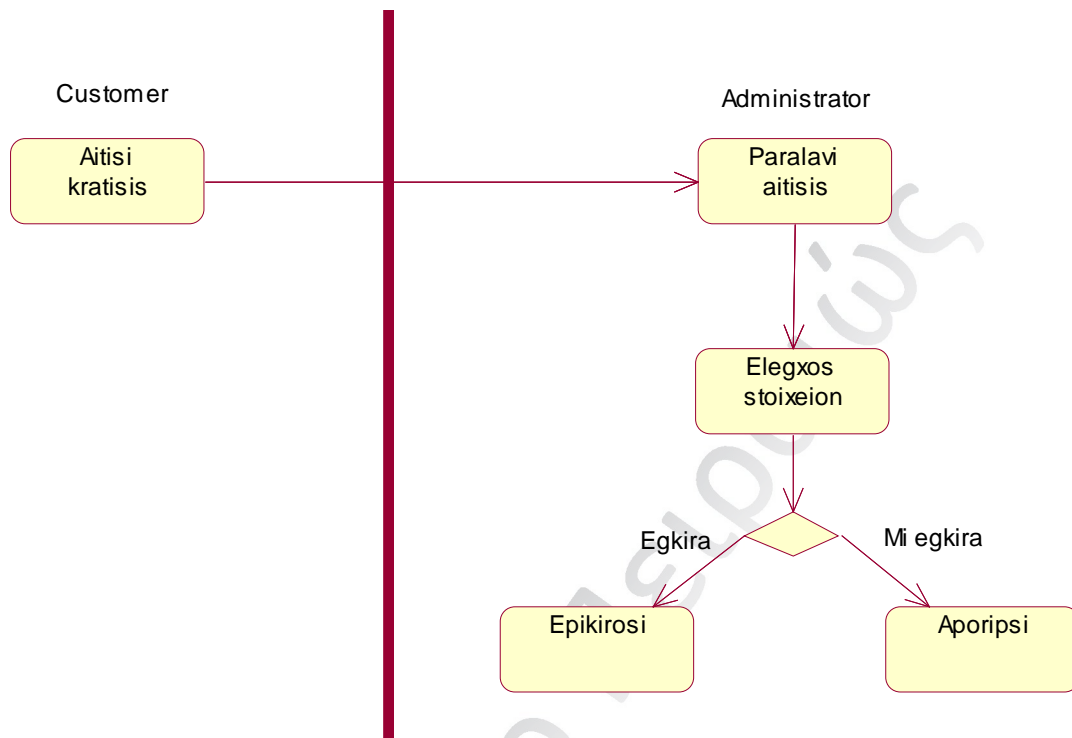 Customer
Administrator
Aitisi
kratisis
Paralavi
aitisis
Elegxos
stoixeion
Egkira
Mi egkira
Epikirosi
Aporipsi